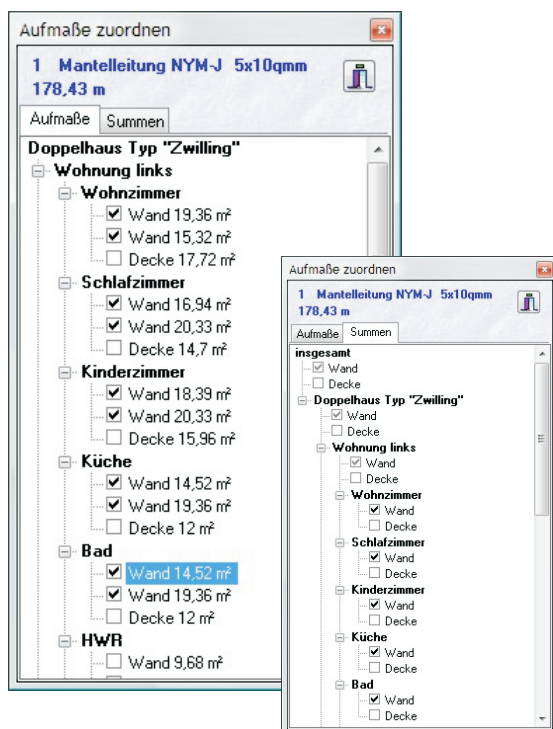 Aufmaße zuordnen
1 Mantelleitung NYM-J 5x10qmm
178,43 m
Aufmaße Summen
Doppelhaus Typ "Zwilling"
Wohnung links
Wohnzimmer
Wand 19,36 m²
Wand 15,32 m²
Decke 17,72 m²
Schlafzimmer
Wand 16,94 m²
Wand 20,33 m²
Decke 14,7 m²
Kinderzimmer
Wand 18,39 m²
Wand 20,33 m²
Decke 15,96 m²
Küche
Wand 14,52 m²
Wand 19,36 m²
Decke 12 m²
Bad
Wand 14,52 m²
Wand 19,36 m²
Decke 12 m²
HWR
Wand 9,68 m²
Aufmaße zuordnen
1 Mantelleitung NYM-J 5x10qmm
178,43 m
Aufmaße Summen
insgesamt
Wand
Decke
Doppelhaus Typ "Zwilling"
Wand
Decke
Wohnung links
Wand
Decke
Wohnzimmer
Wand
Decke
Schlafzimmer
Wand
Decke
Kinderzimmer
Wand
Decke
Küche
Wand
Decke
Bad
Wand
Decke